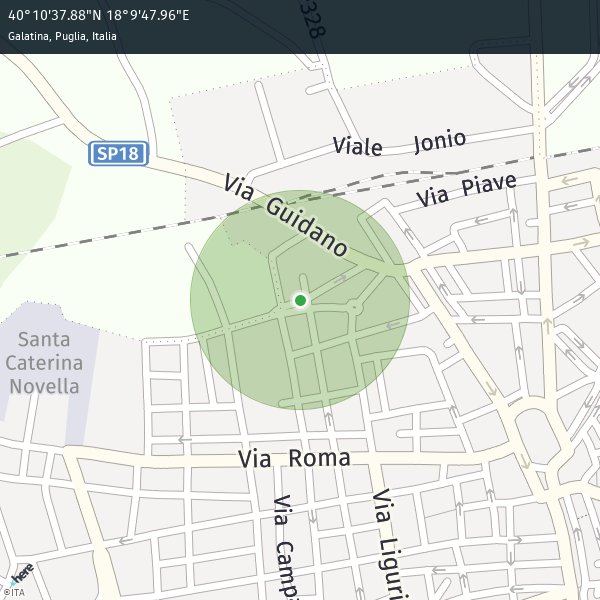 40°10'37.88"N 18°9'47.96"E
Galatina, Puglia, Italia
328
Viale Jonio
SP18
Via Piave
Via Guidano
Santa
Caterina
Novella
Via Roma
Via Camp
Via Liguri
here
©ITA